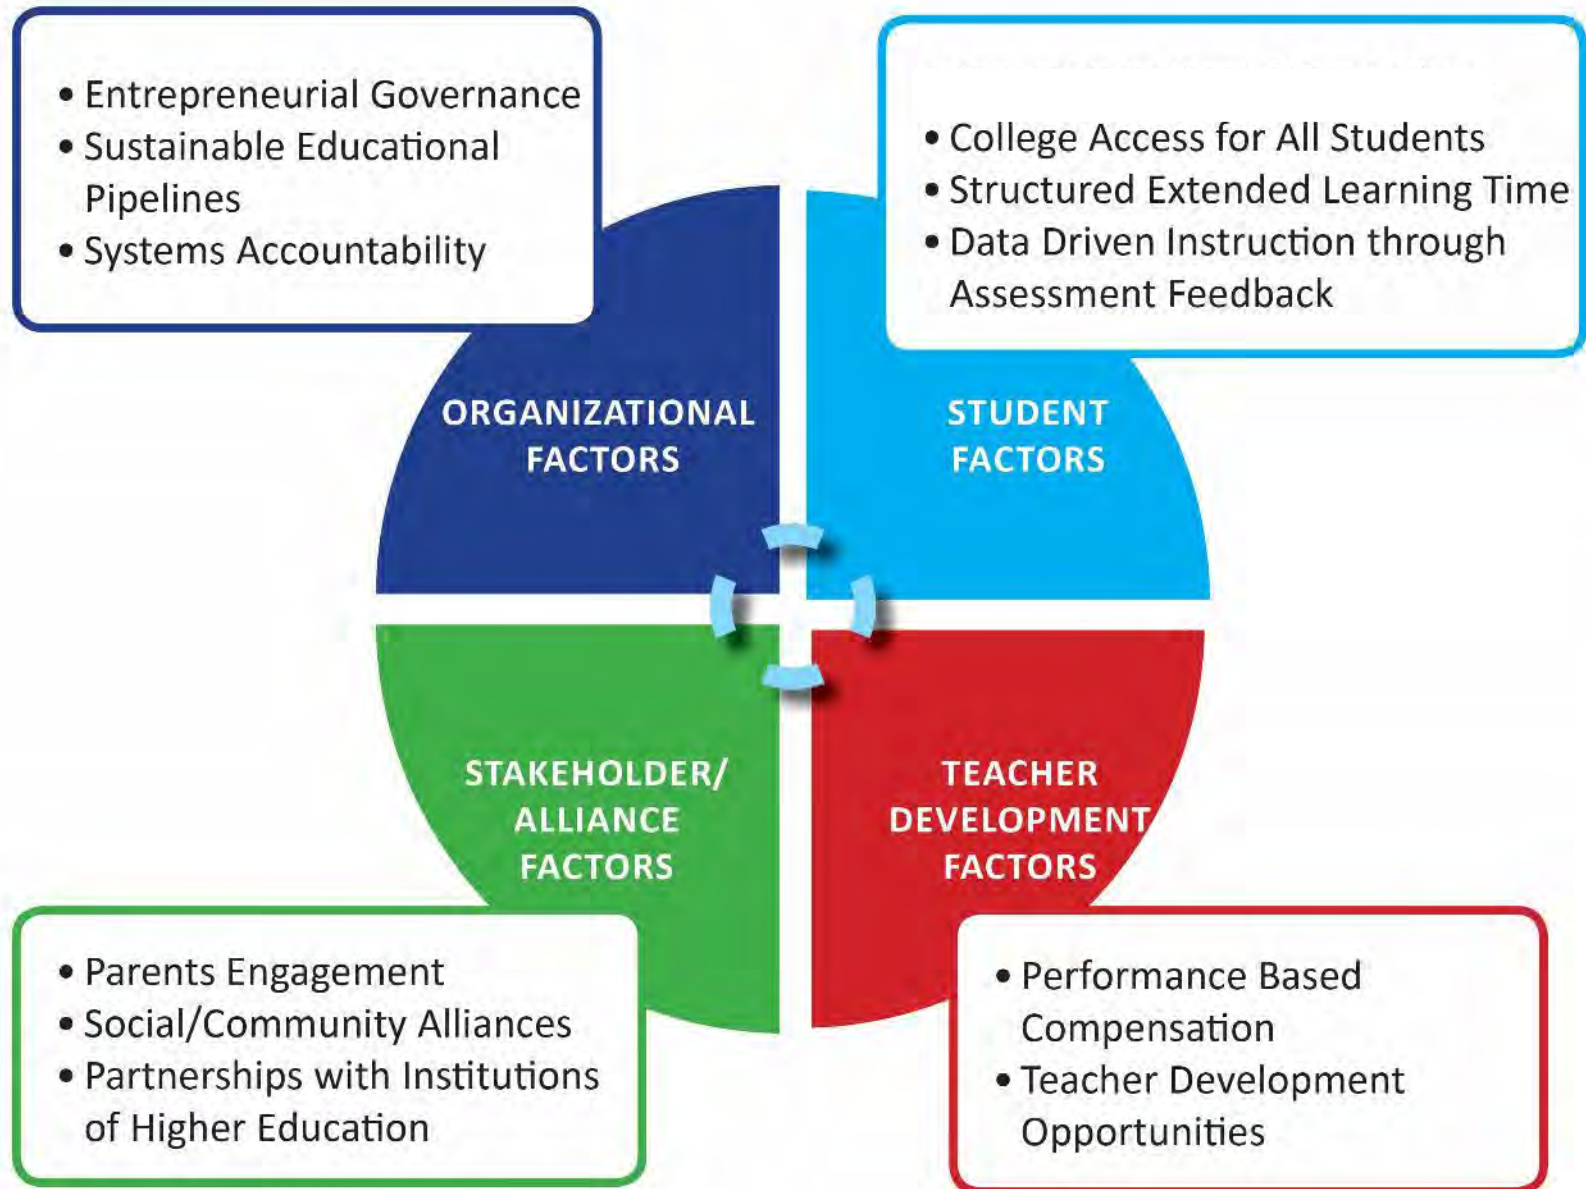 • Entrepreneurial Governance
• Sustainable Educational
Pipelines
• Systems Accountability
• College Access for All Students
• Structured Extended Learning Time
• Data Driven Instruction through
Assessment Feedback
ORGANIZATIONAL
FACTORS
STUDENT
FACTORS
STAKEHOLDER/
ALLIANCE
FACTORS
TEACHER
DEVELOPMENT
FACTORS
• Parents Engagement
• Social/Community Alliances
• Partnerships with Institutions
of Higher Education
• Performance Based
Compensation
• Teacher Development
Opportunities